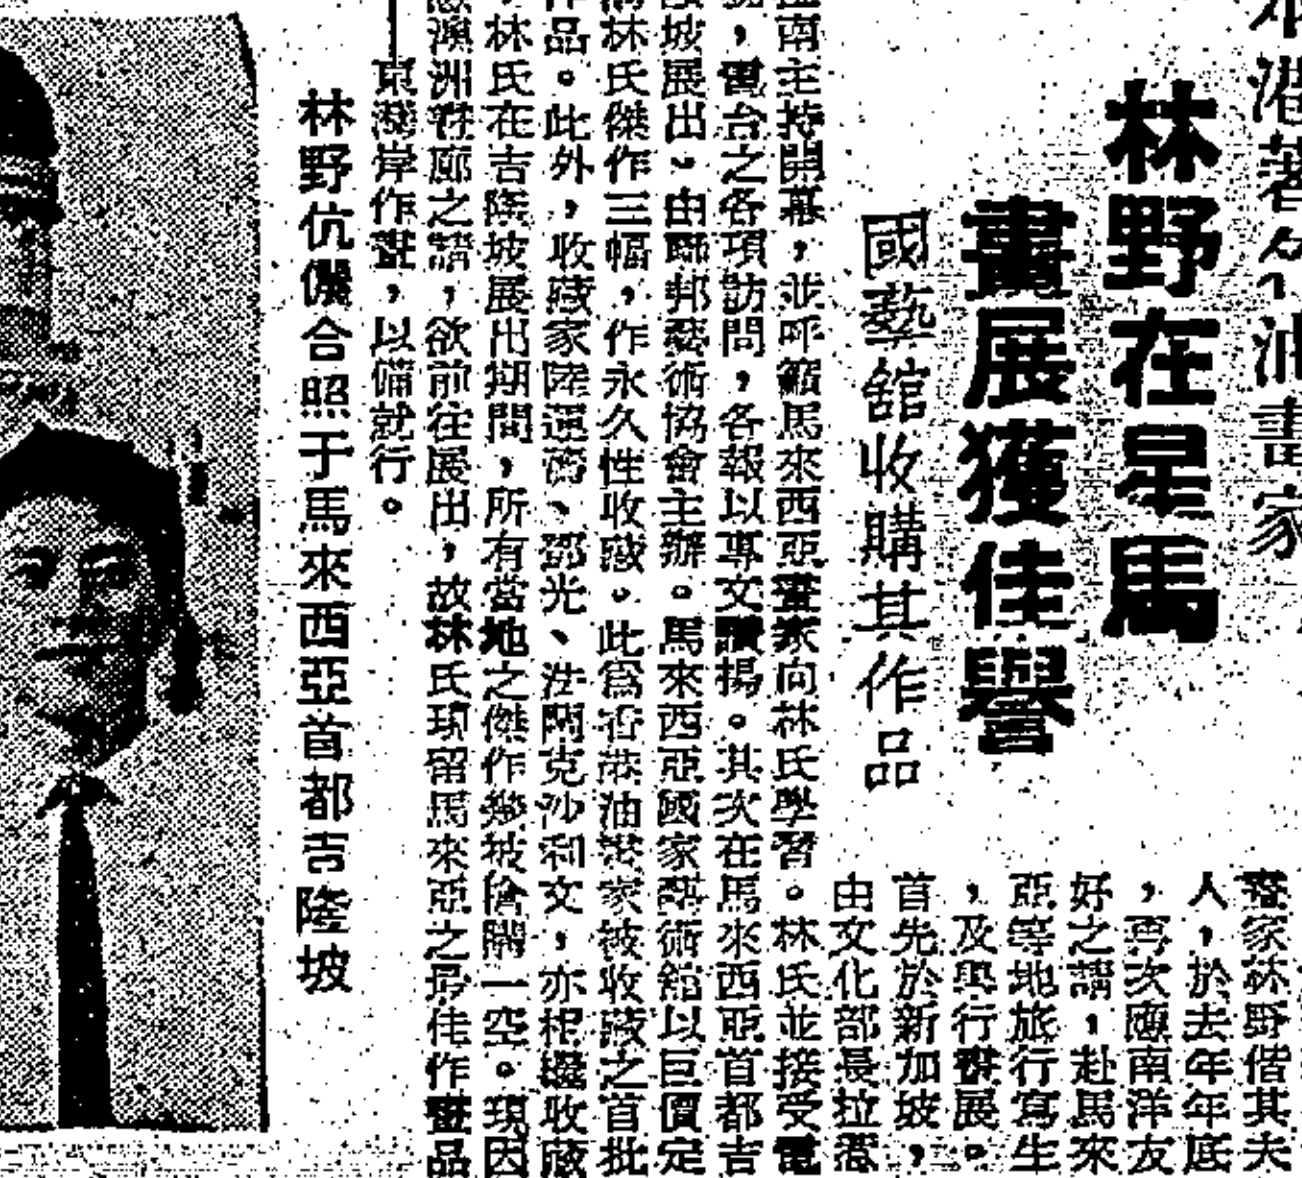 本港著名油畫家
林野在星馬
畫展獲佳譽
國藝館收購其作品
畫家林野偕其夫
人，於去年年底
，再次應南洋友
好之請，赴馬來
亞等地旅行寫生
，及舉行畫展。
首先於新加坡，
由文化部長拉惹
南主持開幕，並呼籲馬來西亞畫家向林氏學習。林氏並接受電
，電台之各項訪問，各報以專文讚揚。其次在馬來西亞首都吉
坡展出。由聯邦藝術協會主辦。馬來西亞國家藝術館以巨價定
林氏傑作三幅，作永久性收藏。此為香港油畫家被收藏之首批
品。此外，收藏家陸運濤、鄧光、沙和文，亦相繼收藏
，林氏在吉隆坡展出期間，所有當地之傑作幾被搶購一空。現因
澳洲藝廊之請，欲前往展出，故林氏現留馬來亞之最佳作畫品
東海岸作畫，以備就行。
林野伉儷合照于馬來西亞首都吉隆坡